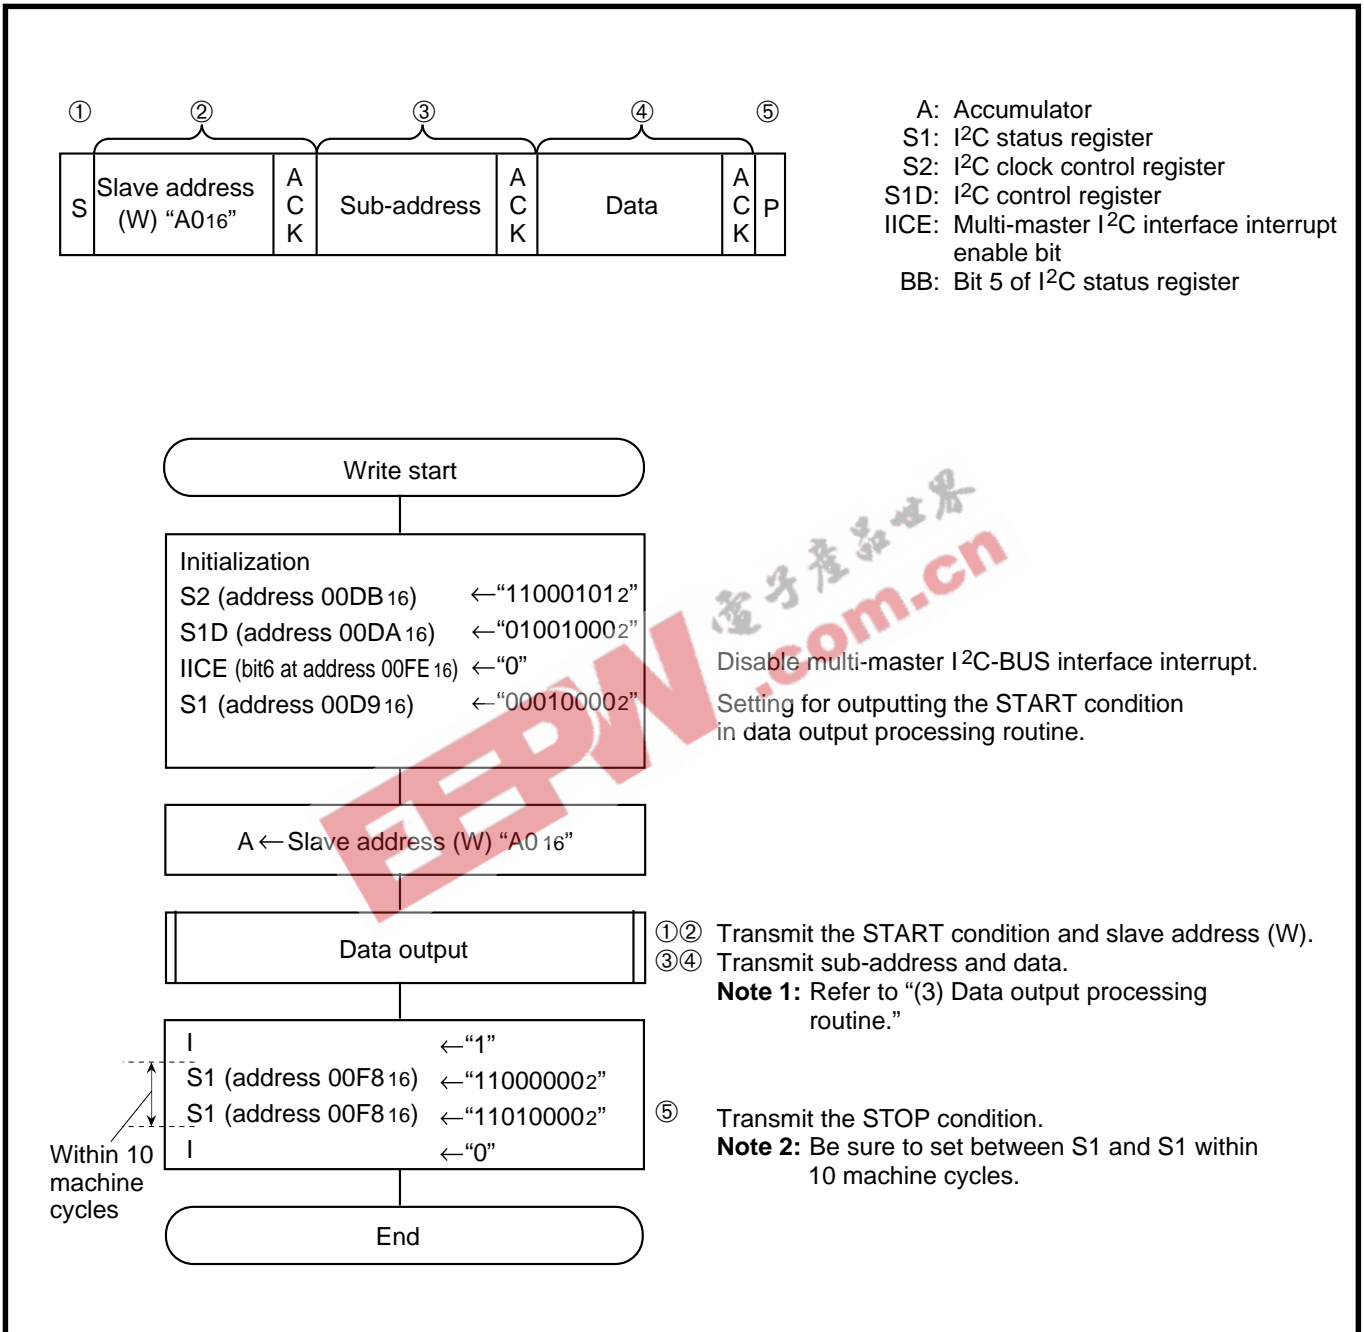 ① ② ③ ④ ⑤
S
Slave address
(W) “A016”
ACK
Sub-address
ACK
Data
ACK
P
A: Accumulator
S1: I2C status register
S2: I2C clock control register
S1D: I2C control register
IICE: Multi-master I2C interface interrupt
enable bit
BB: Bit 5 of I2C status register
Write start
Initialization
S2 (address 00DB16) ←“110001012”
S1D (address 00DA16) ←“010010002”
IICE (bit6 at address 00FE16) ←“0” Disable multi-master I2C-BUS interface interrupt.
S1 (address 00D916) ←“000100002” Setting for outputting the START condition
in data output processing routine.
A←Slave address (W) “A016”
Data output
①② Transmit the START condition and slave address (W).
③④ Transmit sub-address and data.
Note 1: Refer to “(3) Data output processing
routine.”
I ←“1”
S1 (address 00F816) ←“110000002”
S1 (address 00F816) ←“110100002”
I ←“0”
Within 10
machine
cycles
⑤ Transmit the STOP condition.
Note 2: Be sure to set between S1 and S1 within
10 machine cycles.
End
EEPW .com.cn
電子產品世界